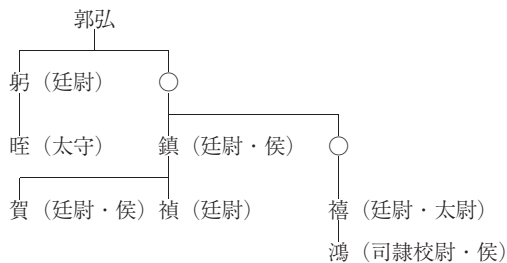 郭弘
躬（廷尉） ○
晊（太守） 鎮（廷尉・侯） ○
賀（廷尉・侯） 禎（廷尉） 禧（廷尉・太尉）
鴻（司隷校尉・侯）